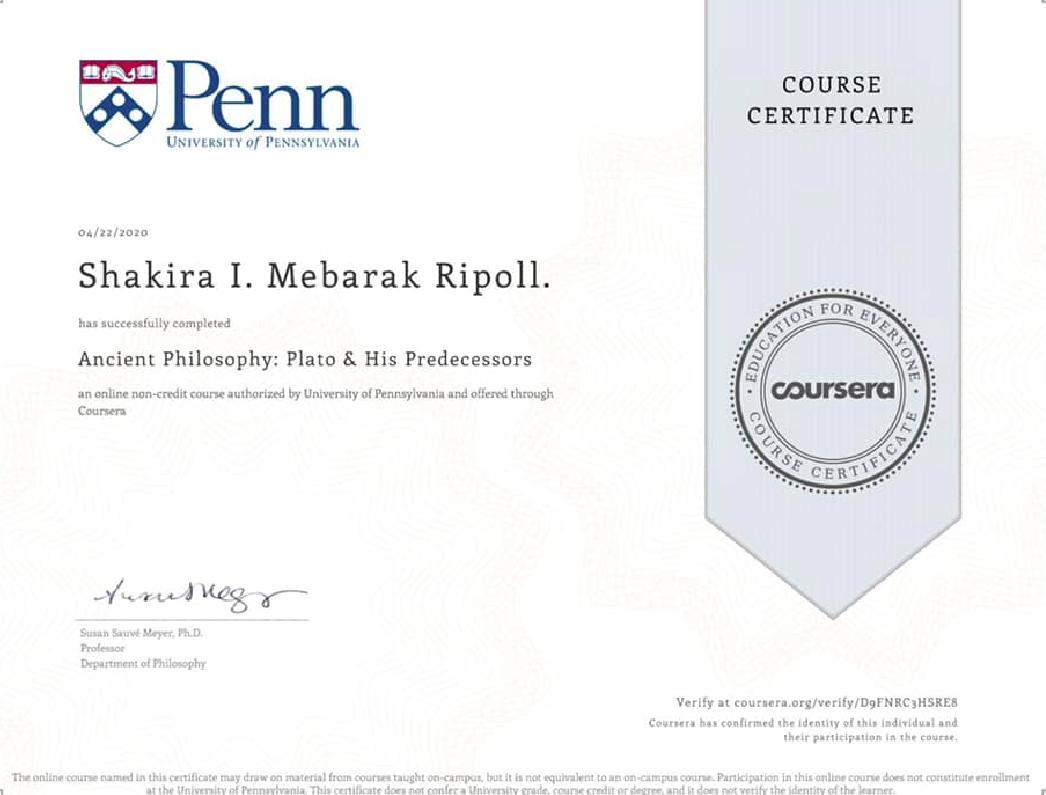 Penn
UNIVERSITY of PENNSYLVANIA
COURSE
CERTIFICATE
04/22/2020
Shakira I. Mebarak Ripoll.
has successfully completed
Ancient Philosophy: Plato & His Predecessors
an online non-credit course authorized by University of Pennsylvania and offered through
Coursera
EDUCATION FOR EVERYONE
coursera
COURSE CERTIFICATE
Susan Sauvé Meyer, Ph.D.
Professor
Department of Philosophy
Verify at coursera.org/verify/D9FNRC3HSRE8
Coursera has confirmed the identity of this individual and
their participation in the course.
The online course named in this certificate may draw on material from courses taught on-campus, but it is not equivalent to an on-campus course. Participation in this online course does not constitute enrollment
at the University of Pennsylvania. This certificate does not confer a University grade, course credit or degree, and it does not verify the identity of the learner.